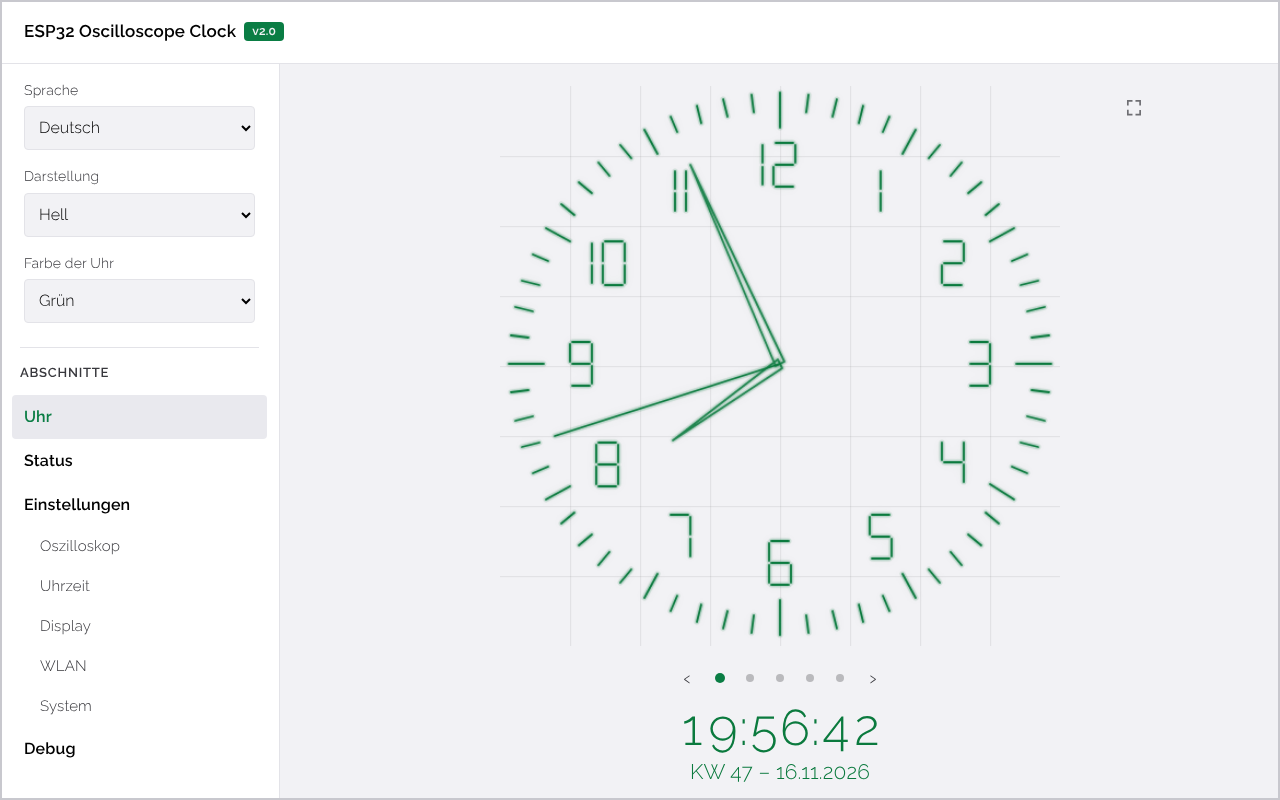 ESP32 Oscilloscope Clock v2.0
Sprache
Deutsch
Darstellung
Hell
Farbe der Uhr
Grün
ABSCHNITTE
Uhr
Status
Einstellungen
Oszilloskop
Uhrzeit
Display
WLAN
System
Debug
12
11 1
10 2
9 3
8 4
7 5
6
< >
19:56:42
KW 47 – 16.11.2026